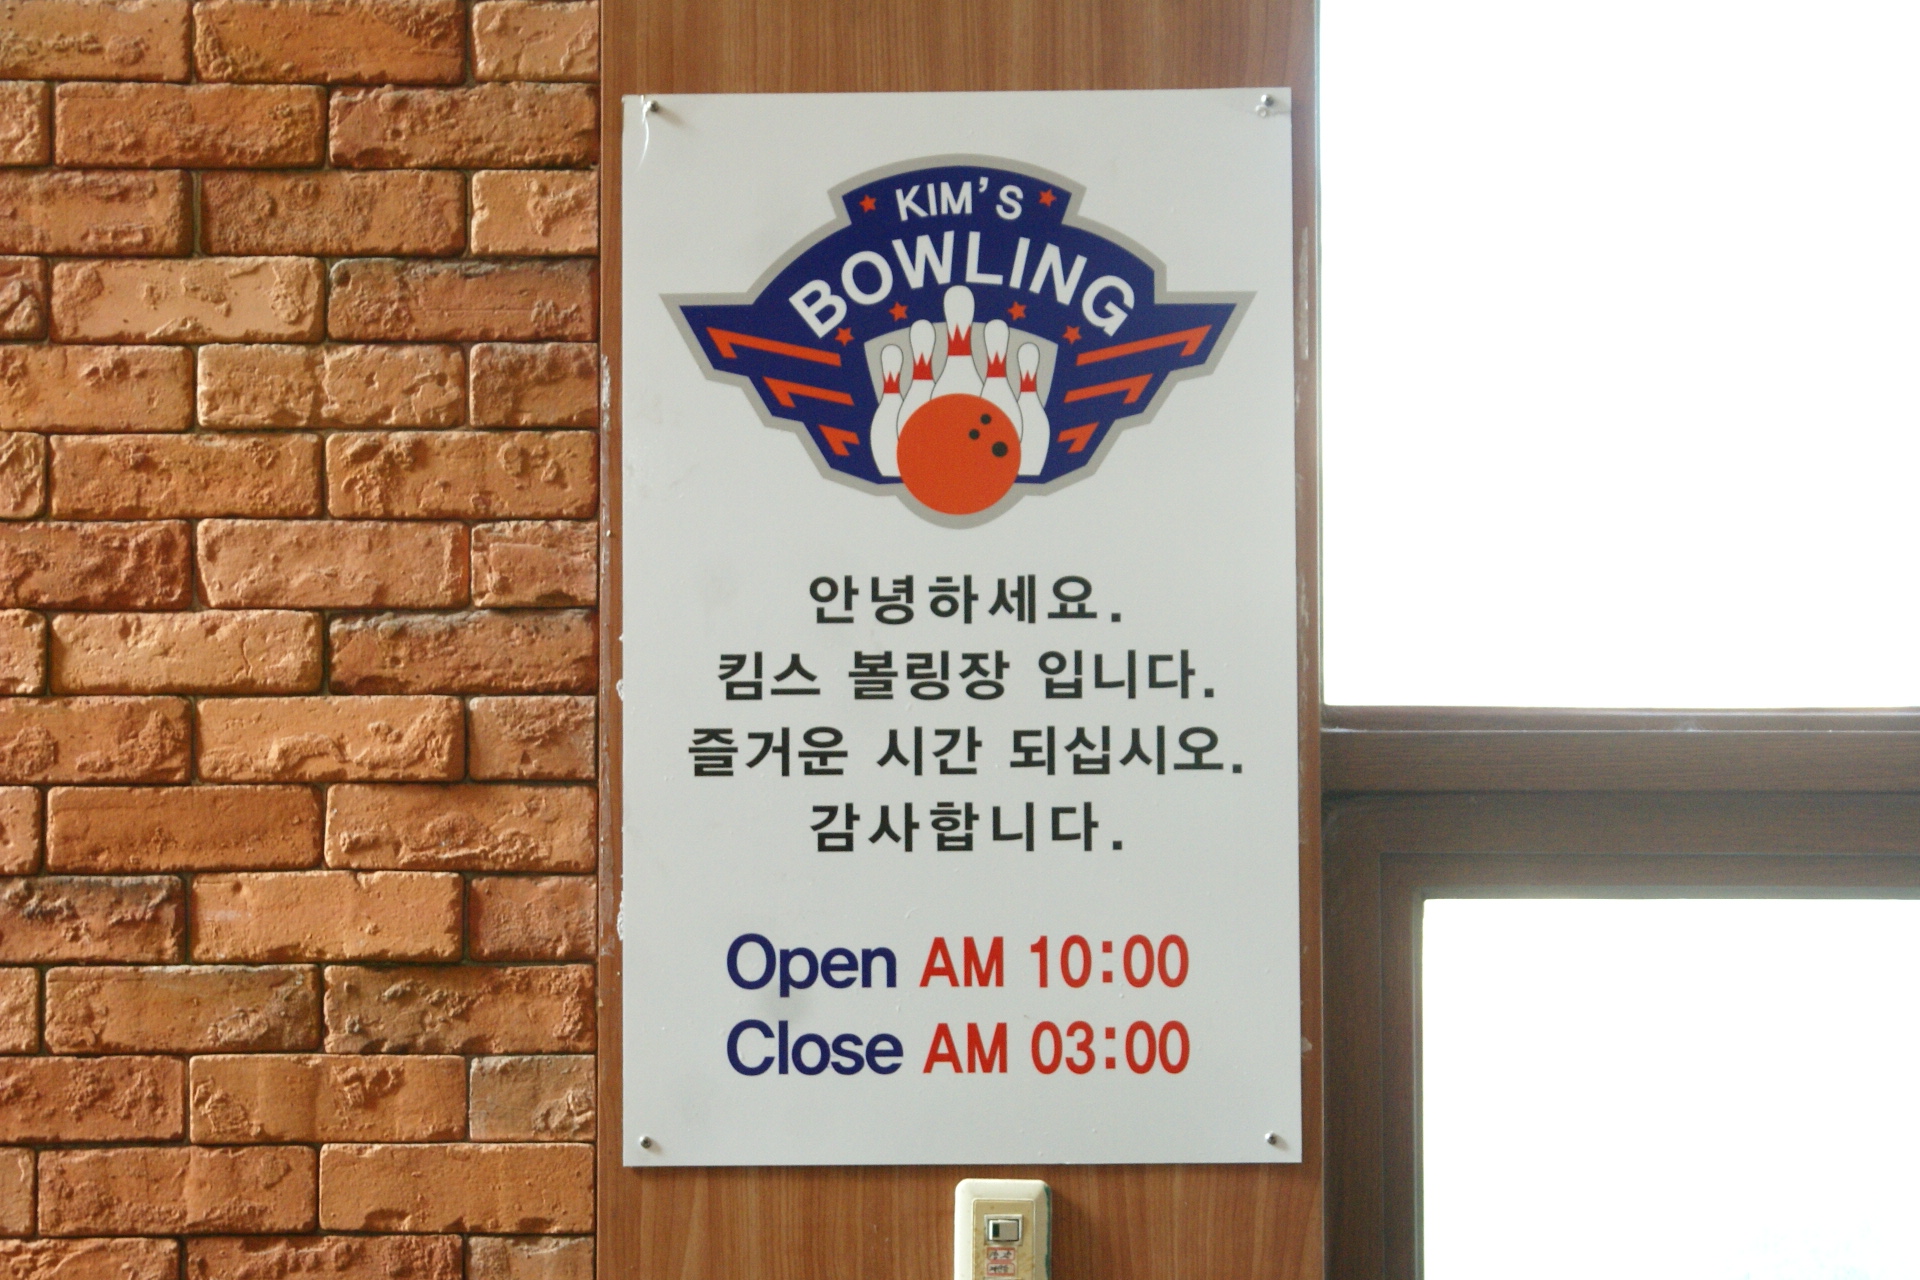 KIM'S
BOWLING
안녕하세요.
킴스 볼링장 입니다.
즐거운 시간 되십시오.
감사합니다.
Open AM 10:00
Close AM 03:00